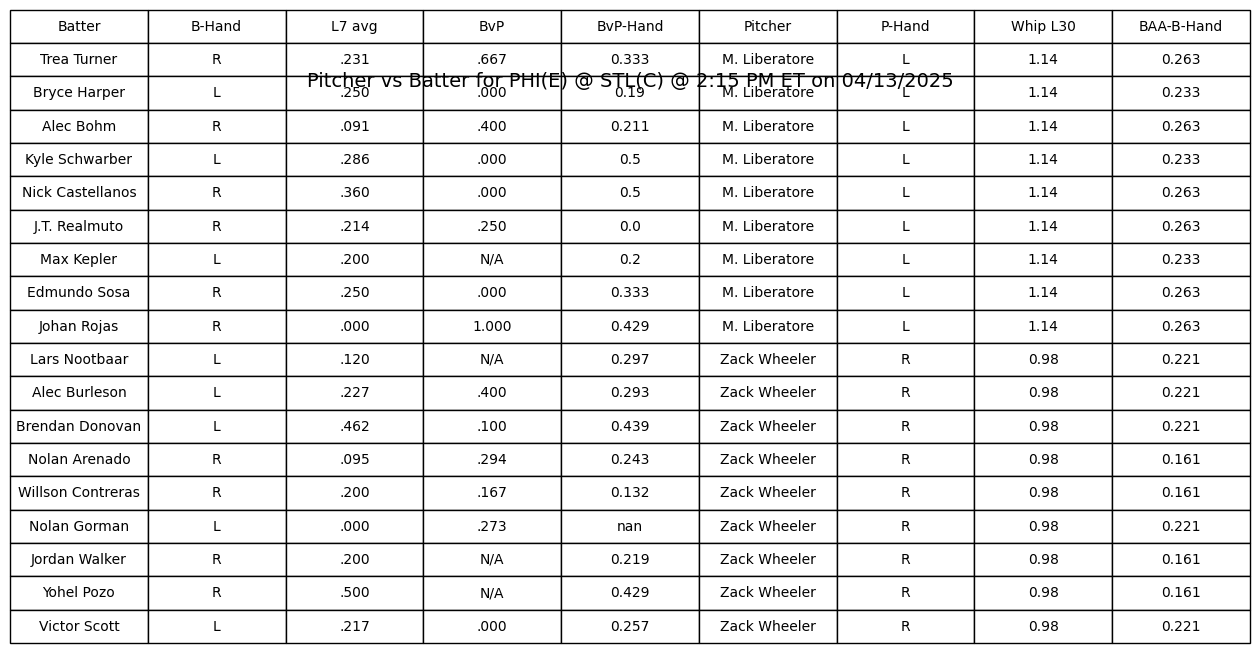 Batter B-Hand L7 avg BvP BvP-Hand Pitcher P-Hand Whip L30 BAA-B-Hand
Trea Turner R .231 .667 0.333 M. Liberatore L 1.14 0.263
Pitcher vs Batter for PHI(E) @ STL(C) @ 2:15 PM ET on 04/13/2025
Bryce Harper L .250 .000 0.19 M. Liberatore L 1.14 0.233
Alec Bohm R .091 .400 0.211 M. Liberatore L 1.14 0.263
Kyle Schwarber L .286 .000 0.5 M. Liberatore L 1.14 0.233
Nick Castellanos R .360 .000 0.5 M. Liberatore L 1.14 0.263
J.T. Realmuto R .214 .250 0.0 M. Liberatore L 1.14 0.263
Max Kepler L .200 N/A 0.2 M. Liberatore L 1.14 0.233
Edmundo Sosa R .250 .000 0.333 M. Liberatore L 1.14 0.263
Johan Rojas R .000 1.000 0.429 M. Liberatore L 1.14 0.263
Lars Nootbaar L .120 N/A 0.297 Zack Wheeler R 0.98 0.221
Alec Burleson L .227 .400 0.293 Zack Wheeler R 0.98 0.221
Brendan Donovan L .462 .100 0.439 Zack Wheeler R 0.98 0.221
Nolan Arenado R .095 .294 0.243 Zack Wheeler R 0.98 0.161
Willson Contreras R .200 .167 0.132 Zack Wheeler R 0.98 0.161
Nolan Gorman L .000 .273 nan Zack Wheeler R 0.98 0.221
Jordan Walker R .200 N/A 0.219 Zack Wheeler R 0.98 0.161
Yohel Pozo R .500 N/A 0.429 Zack Wheeler R 0.98 0.161
Victor Scott L .217 .000 0.257 Zack Wheeler R 0.98 0.221